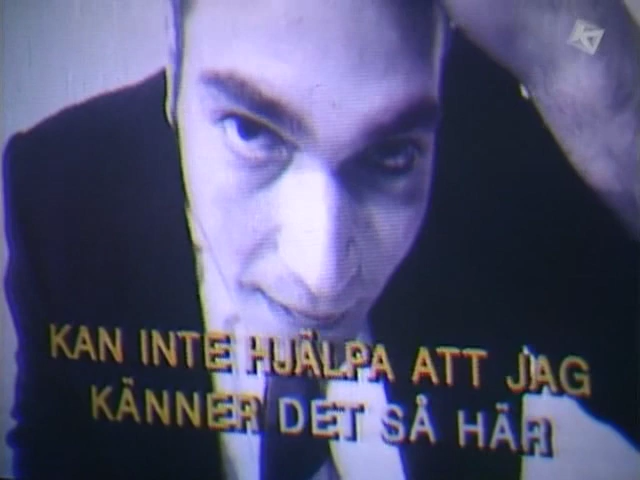 KAN INTE HJÄLPA ATT JAG
KÄNNER DET SÅ HÄR